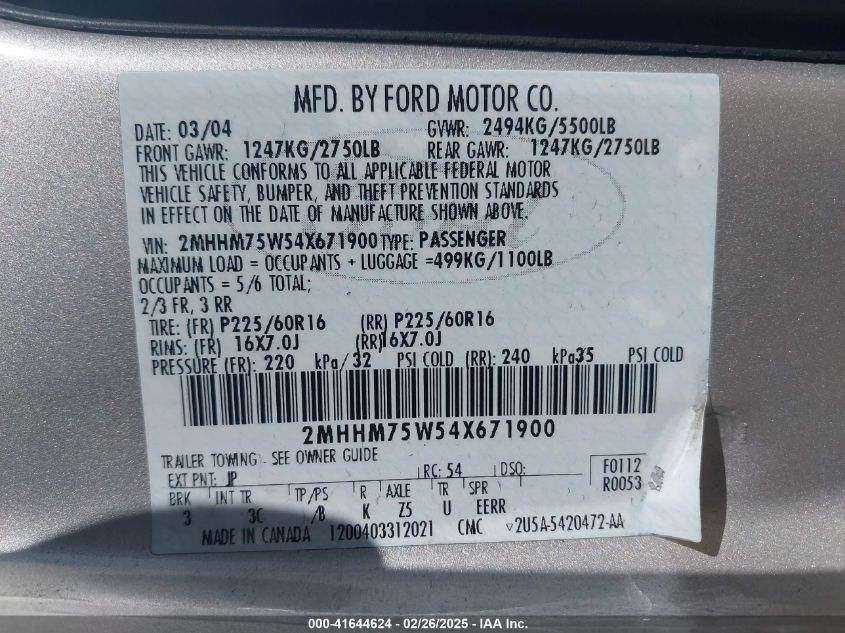 MFD. BY FORD MOTOR CO.
DATE: 03/04 GVWR: 2494KG/5500LB
FRONT GAWR: 1247KG/2750LB REAR GAWR: 1247KG/2750LB
THIS VEHICLE CONFORMS TO ALL APPLICABLE FEDERAL MOTOR
VEHICLE SAFETY, BUMPER, AND THEFT PREVENTION STANDARDS
IN EFFECT ON THE DATE OF MANUFACTURE SHOWN ABOVE.
VIN: 2MHHM75W54X671900 TYPE: PASSENGER
MAXIMUM LOAD = OCCUPANTS + LUGGAGE =499KG/1100LB
OCCUPANTS = 5/6 TOTAL;
2/3 FR, 3 RR
TIRE: (FR) P225/60R16 (RR) P225/60R16
RIMS: (FR) 16X7.0J (RR)16X7.0J
PRESSURE (FR): 220 kPa/32 PSI COLD (RR): 240 kPa35 PSI COLD
2MHHM75W54X671900
TRAILER TOWING - SEE OWNER GUIDE
EXT PNT: JP RC: 54 DSO: F0112
R0053
BRK INT TR TP/PS R AXLE TR SPR
3 3C /B K Z5 U EERR
MADE IN CANADA 1200403312021 CMC 2U5A-5420472-AA
000-41644624 - 02/26/2025 - IAA Inc.